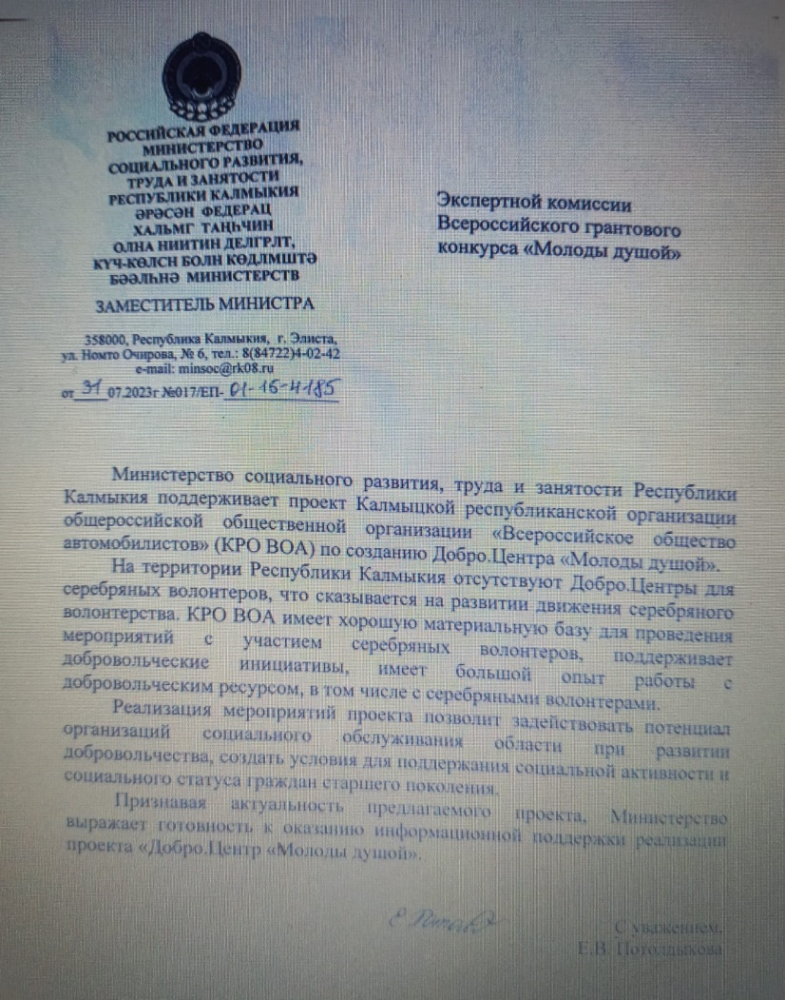 РОССИЙСКАЯ ФЕДЕРАЦИЯ
МИНИСТЕРСТВО
СОЦИАЛЬНОГО РАЗВИТИЯ,
ТРУДА И ЗАНЯТОСТИ
РЕСПУБЛИКИ КАЛМЫКИЯ
ӘРӘСӘН ФЕДЕРАЦ
ХАЛЬМГ ТАҢҺЧИН
ОЛНА НИИТИН ДЕЛГРЛТ,
КҮЧ-КӨЛСН БОЛН КӨДЛМШТӘ
БӘӘЛҺНӘ МИНИСТЕРСТВ
ЗАМЕСТИТЕЛЬ МИНИСТРА
358000, Республика Калмыкия, г. Элиста,
ул. Номто Очирова, № 6, тел.: 8(84722)4-02-42
e-mail: minsoc@rk08.ru
от 31 07.2023г №017/ЕП- 01-15-4185
Экспертной комиссии
Всероссийского грантового
конкурса «Молоды душой»
Министерство социального развития, труда и занятости Республики
Калмыкия поддерживает проект Калмыцкой республиканской организации
общероссийской общественной организации «Всероссийское общество
автомобилистов» (КРО ВОА) по созданию Добро.Центра «Молоды душой».
На территории Республики Калмыкия отсутствуют Добро.Центры для
серебряных волонтеров, что сказывается на развитии движения серебряного
волонтерства. КРО ВОА имеет хорошую материальную базу для проведения
мероприятий с участием серебряных волонтеров, поддерживает
добровольческие инициативы, имеет большой опыт работы с
добровольческим ресурсом, в том числе с серебряными волонтерами.
Реализация мероприятий проекта позволит задействовать потенциал
организаций социального обслуживания области при развитии
добровольчества, создать условия для поддержания социальной активности и
социального статуса граждан старшего поколения.
Признавая актуальность предлагаемого проекта, Министерство
выражает готовность к оказанию информационной поддержки реализации
проекта «Добро.Центр «Молоды душой».
С уважением,
Е.В. Потолдыкова